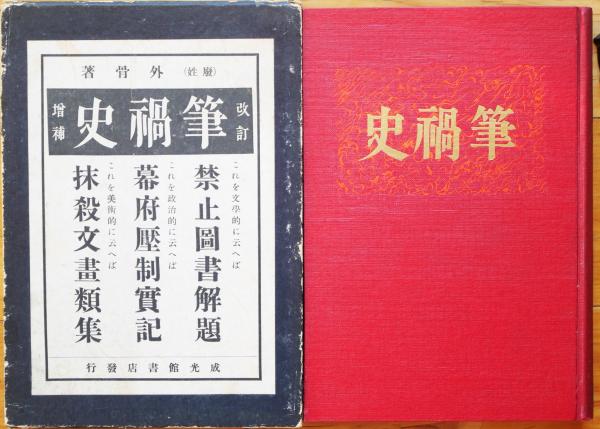 （廢姓）外骨著
改訂
增補
筆禍史
これを文學的に云へば
禁止圖書解題
これを政治的に云へば
幕府壓制實記
これを美術的に云へば
抹殺文畫類集
成光館書店發行
筆禍史